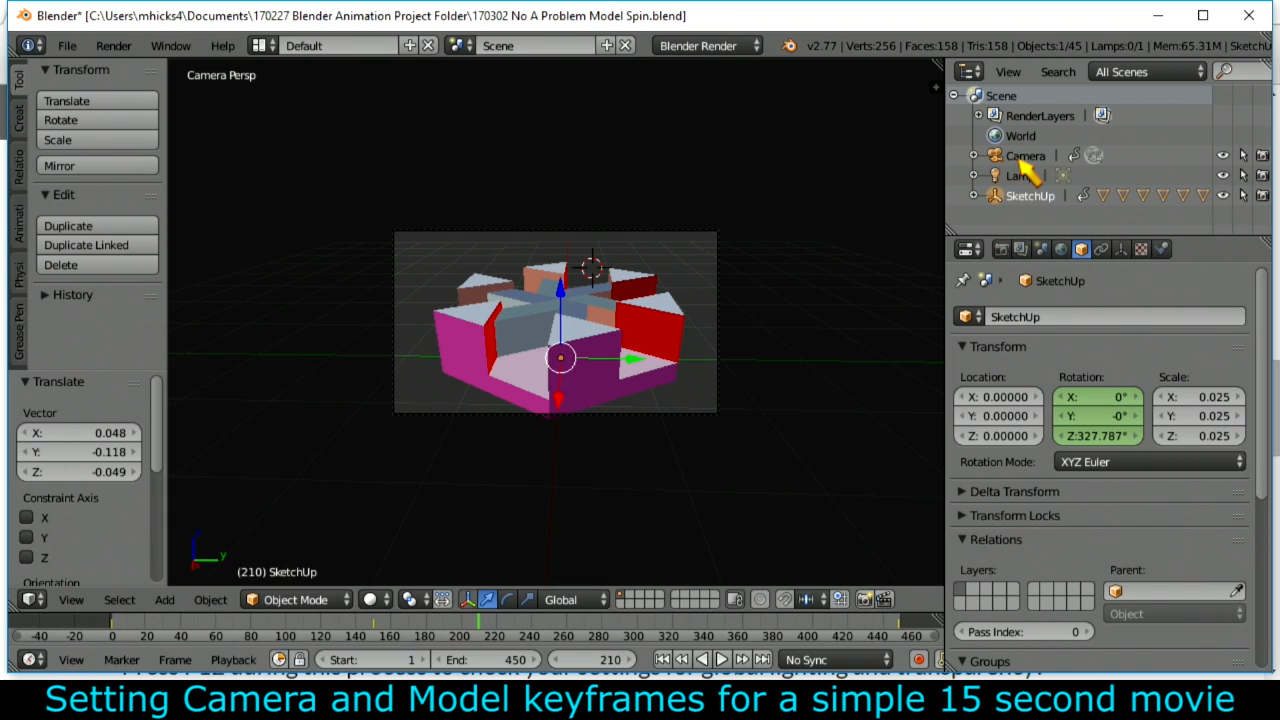 Blender* [C:\Users\mhicks4\Documents\170227 Blender Animation Project Folder\170302 No A Problem Model Spin.blend]
File Render Window Help Default Scene Blender Render v2.77 | Verts:256 | Faces:158 | Tris:158 | Objects:1/45 | Lamps:0/1 | Mem:65.31M | SketchU
Tool
Creat
Relatio
Animati
Physi
Grease Pen
Transform
Translate
Rotate
Scale
Mirror
Edit
Duplicate
Duplicate Linked
Delete
History
Translate
Vector
X: 0.048
Y: -0.118
Z: -0.049
Constraint Axis
X
Y
Z
Orientation
Camera Persp
y
(210) SketchUp
View Select Add Object Object Mode Global
-40 -20 0 20 40 60 80 100 120 140 160 180 200 220 240 260 280 300 320 340 360 380 400 420 440 460
View Marker Frame Playback Start: 1 End: 450 210 No Sync
View Search All Scenes
Scene
RenderLayers
World
Camera
SketchUp
SketchUp
SketchUp
Transform
Location: Rotation: Scale:
X: 0.00000 X: 0° X: 0.025
Y: 0.00000 Y: -0° Y: 0.025
Z: 0.00000 Z:327.787° Z: 0.025
Rotation Mode: XYZ Euler
Delta Transform
Transform Locks
Relations
Layers: Parent:
Object
Pass Index: 0
Groups
Setting Camera and Model keyframes for a simple 15 second movie